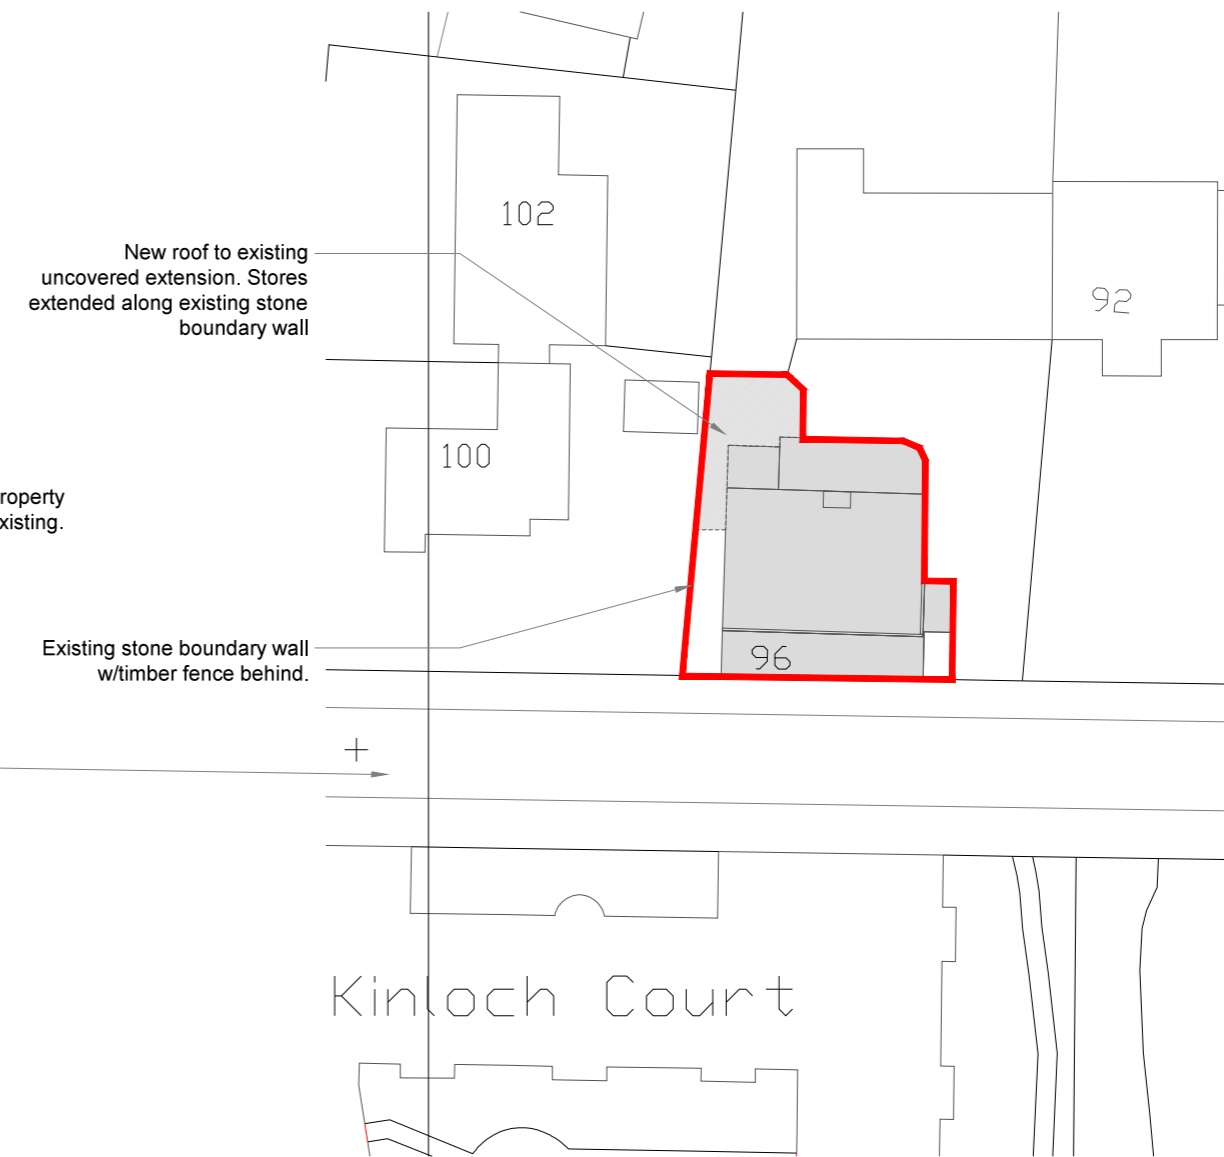 102
New roof to existing
uncovered extension. Stores
extended along existing stone
boundary wall
92
100
roperty
xisting.
Existing stone boundary wall
w/timber fence behind.
96
Kinloch Court